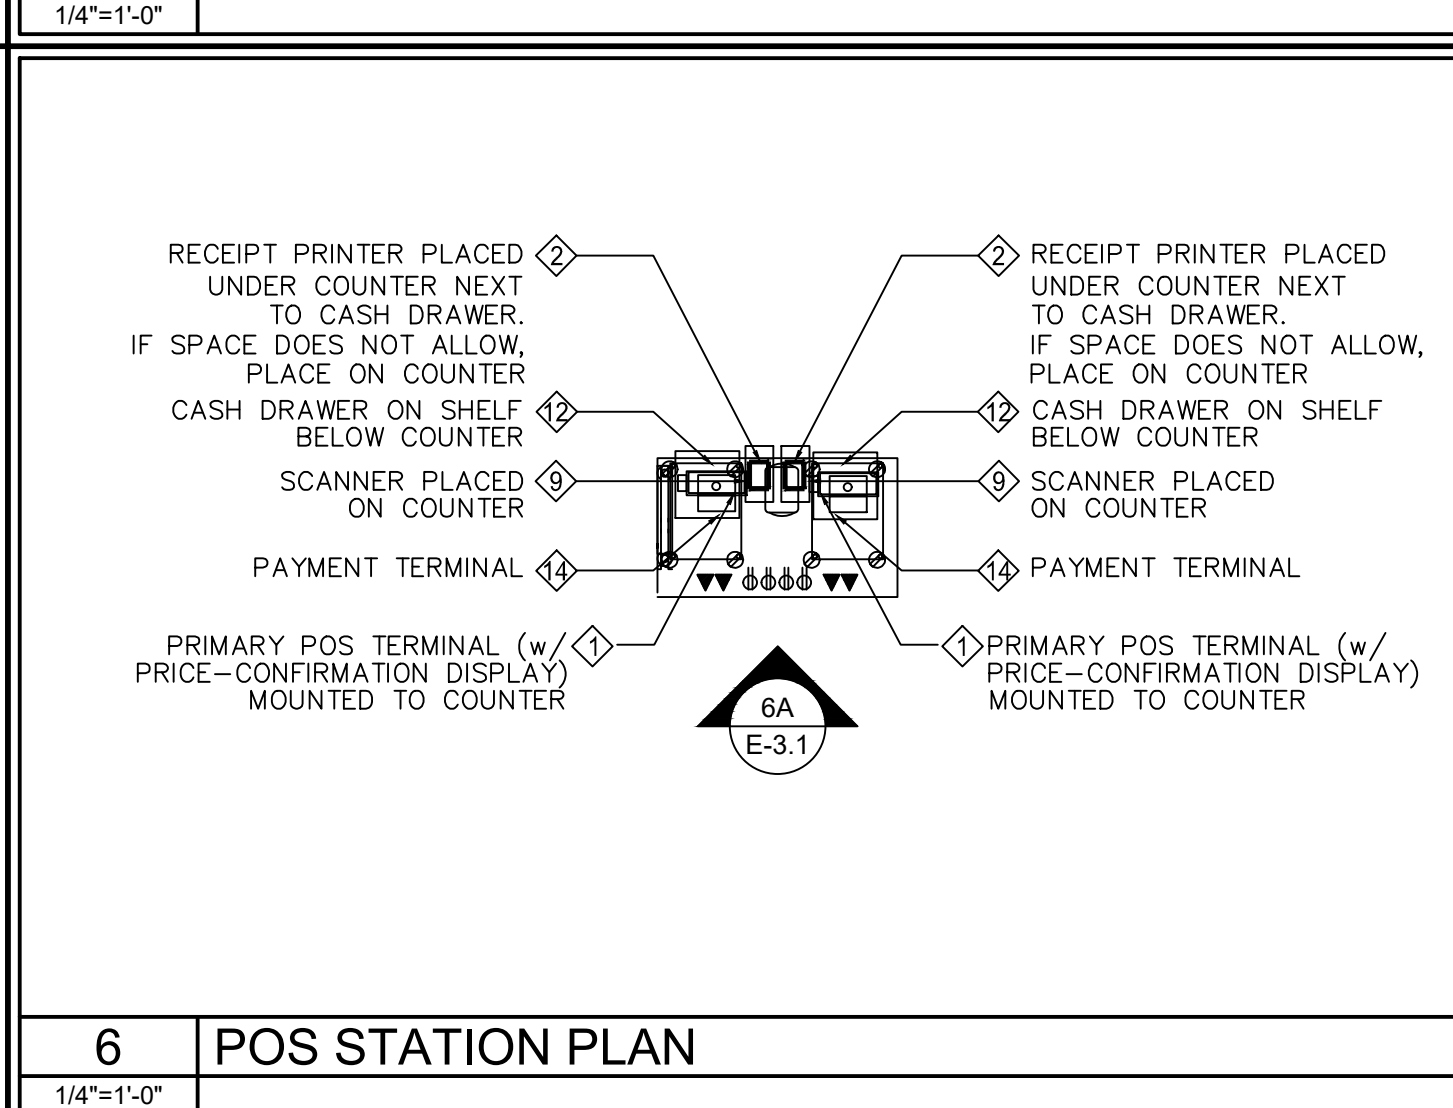 1/4"=1'-0"
2
RECEIPT PRINTER PLACED
UNDER COUNTER NEXT
TO CASH DRAWER.
IF SPACE DOES NOT ALLOW,
PLACE ON COUNTER
12
CASH DRAWER ON SHELF
BELOW COUNTER
9
SCANNER PLACED
ON COUNTER
14
PAYMENT TERMINAL
1
PRIMARY POS TERMINAL (w/
PRICE-CONFIRMATION DISPLAY)
MOUNTED TO COUNTER
2
RECEIPT PRINTER PLACED
UNDER COUNTER NEXT
TO CASH DRAWER.
IF SPACE DOES NOT ALLOW,
PLACE ON COUNTER
12
CASH DRAWER ON SHELF
BELOW COUNTER
9
SCANNER PLACED
ON COUNTER
14
PAYMENT TERMINAL
1
PRIMARY POS TERMINAL (w/
PRICE-CONFIRMATION DISPLAY)
MOUNTED TO COUNTER
6A
E-3.1
6
POS STATION PLAN
1/4"=1'-0"